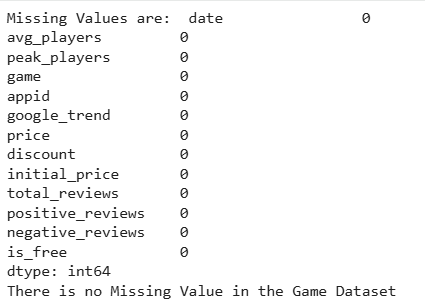 Missing Values are:  date                 0
avg_players         0
peak_players        0
game                0
appid               0
google_trend        0
price               0
discount            0
initial_price       0
total_reviews       0
positive_reviews    0
negative_reviews    0
is_free             0
dtype: int64
There is no Missing Value in the Game Dataset